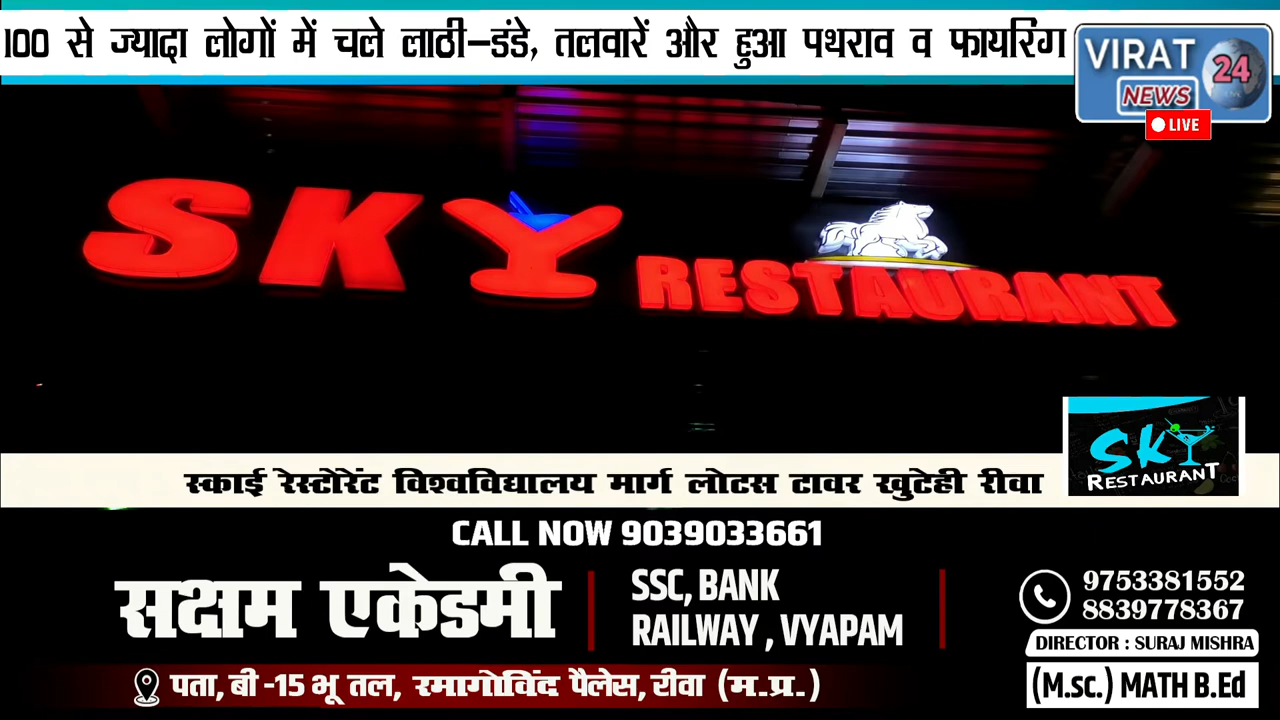 100 से ज्यादा लोगों में चले लाठी-डंडे, तलवारें और हुआ पथराव व फायरिंग
VIRAT
24
NEWS
LIVE
SKY RESTAURANT
स्काई रेस्टोरेंट विश्वविद्यालय मार्ग लोटस टावर खुटेही रीवा
SKY
RESTAURANT
CALL NOW 9039033661
सक्षम एकेडमी
SSC, BANK
RAILWAY , VYAPAM
9753381552
8839778367
DIRECTOR : SURAJ MISHRA
(M.sc.) MATH B.Ed
पता, बी -15 भू तल, रमागोविंद पैलेस, रीवा (म.प्र.)